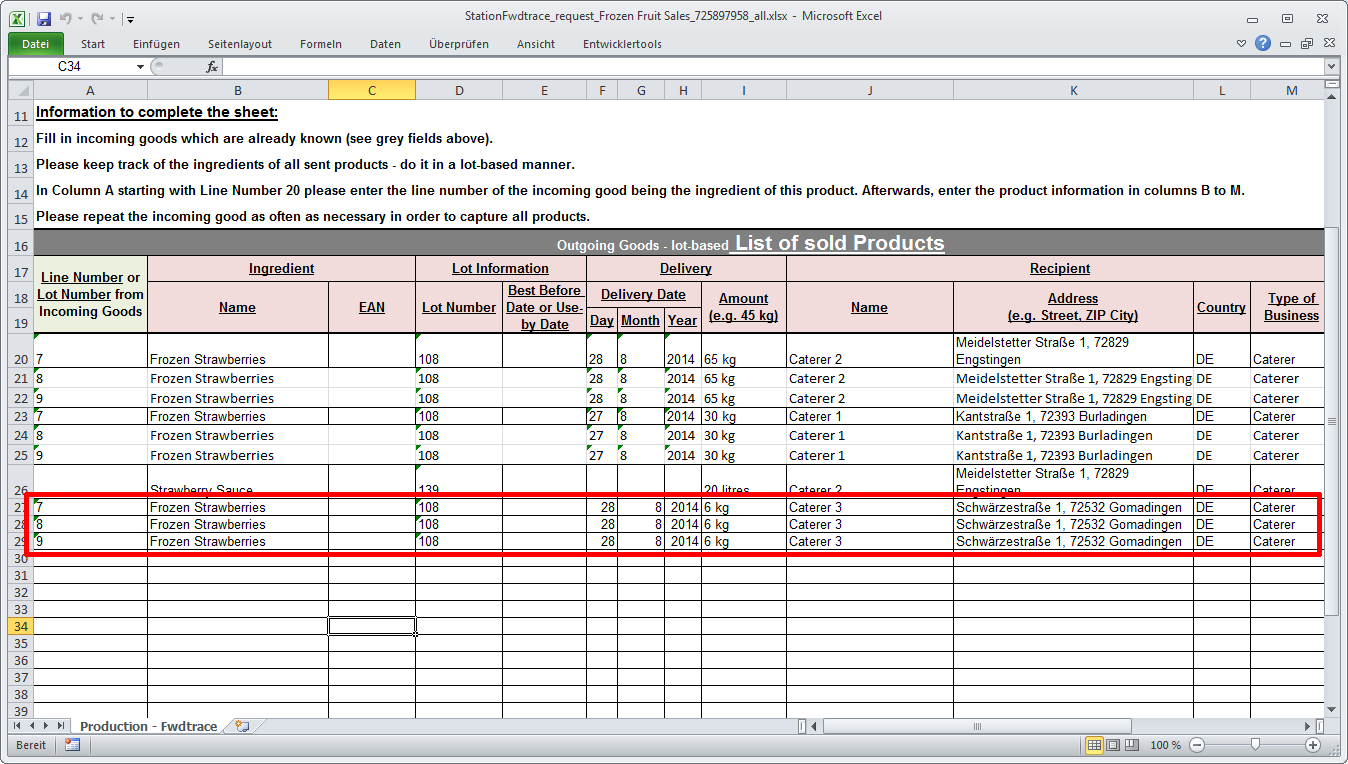 StationFwdtrace_request_Frozen Fruit Sales_725897958_all.xlsx - Microsoft Excel
Datei Start Einfügen Seitenlayout Formeln Daten Überprüfen Ansicht Entwicklertools
C34 fx
A B C D E F G H I J K L M
11 Information to complete the sheet:
12 Fill in incoming goods which are already known (see grey fields above).
13 Please keep track of the ingredients of all sent products - do it in a lot-based manner.
14 In Column A starting with Line Number 20 please enter the line number of the incoming good being the ingredient of this product. Afterwards, enter the product information in columns B to M.
15 Please repeat the incoming good as often as necessary in order to capture all products.
16 Outgoing Goods - lot-based List of sold Products
17 Line Number or Lot Number from Incoming Goods Ingredient Lot Information Delivery Recipient
18 Name EAN Lot Number Best Before Date or Use-by Date Delivery Date Amount (e.g. 45 kg) Name Address (e.g. Street, ZIP City) Country Type of Business
19 Day Month Year
20 7 Frozen Strawberries 108 28 8 2014 65 kg Caterer 2 Meidelstetter Straße 1, 72829 Engstingen DE Caterer
21 8 Frozen Strawberries 108 28 8 2014 65 kg Caterer 2 Meidelstetter Straße 1, 72829 Engsting DE Caterer
22 9 Frozen Strawberries 108 28 8 2014 65 kg Caterer 2 Meidelstetter Straße 1, 72829 Engsting DE Caterer
23 7 Frozen Strawberries 108 27 8 2014 30 kg Caterer 1 Kantstraße 1, 72393 Burladingen DE Caterer
24 8 Frozen Strawberries 108 27 8 2014 30 kg Caterer 1 Kantstraße 1, 72393 Burladingen DE Caterer
25 9 Frozen Strawberries 108 27 8 2014 30 kg Caterer 1 Kantstraße 1, 72393 Burladingen DE Caterer
26 Strawberry Sauce 139 20 litres Caterer 2 Meidelstetter Straße 1, 72829 Engstingen DE Caterer
27 7 Frozen Strawberries 108 28 8 2014 6 kg Caterer 3 Schwärzestraße 1, 72532 Gomadingen DE Caterer
28 8 Frozen Strawberries 108 28 8 2014 6 kg Caterer 3 Schwärzestraße 1, 72532 Gomadingen DE Caterer
29 9 Frozen Strawberries 108 28 8 2014 6 kg Caterer 3 Schwärzestraße 1, 72532 Gomadingen DE Caterer
30
31
32
33
34
35
36
37
38
39
Production - Fwdtrace
Bereit 100 %